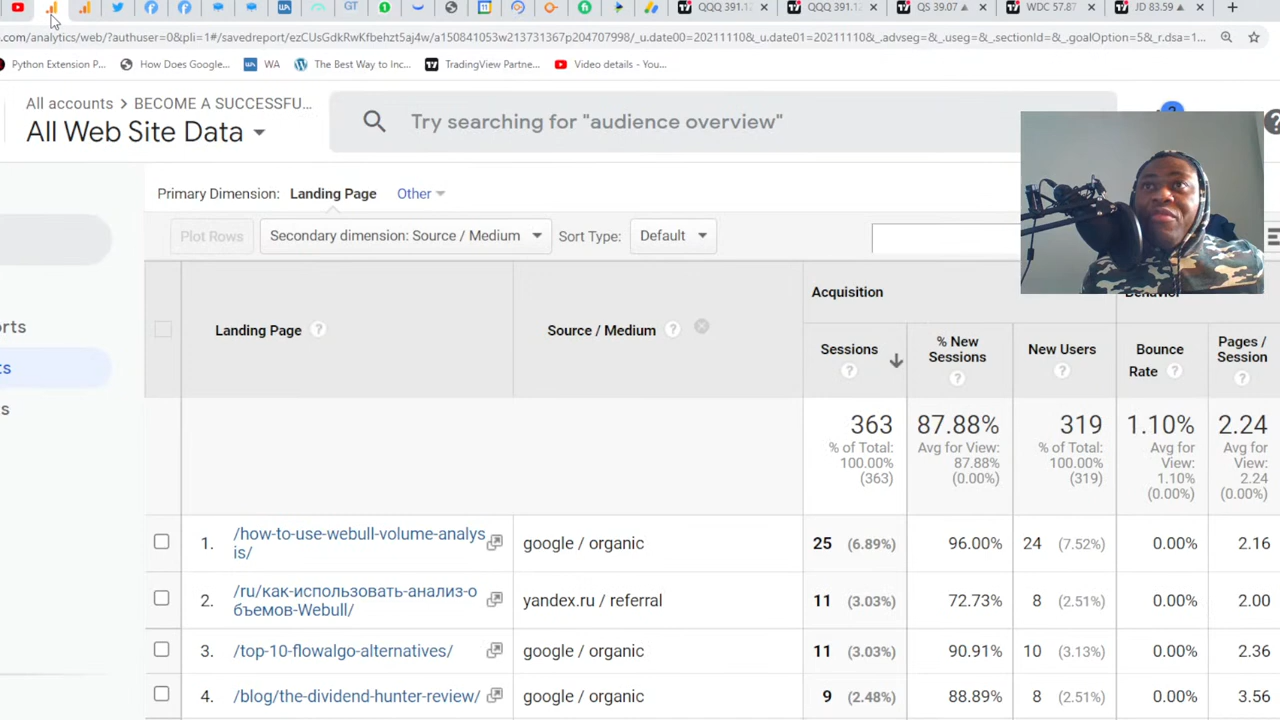 QQQ 391.1
QQQ 391.1
QS 39.07 ▲
WDC 57.87
JD 83.59 ▲
.com/analytics/web/?authuser=0&pli=1#/savedreport/ezCUsGdkRwKfbehzt5aj4w/a150841053w213731367p204707998/_u.date00=20211110&_u.date01=20211110&_.advseg=&_.useg=&_.sectionId=&_.goalOption=5&_r.dsa=1...
Python Extension P...
How Does Google...
WA
The Best Way to Inc...
TradingView Partne...
Video details - You...
All accounts > BECOME A SUCCESSFU...
All Web Site Data
Try searching for "audience overview"
Primary Dimension: Landing Page Other
Plot Rows Secondary dimension: Source / Medium Sort Type: Default
orts
ts
s
Acquisition Behavior
Landing Page Source / Medium Sessions % New Sessions New Users Bounce Rate Pages / Session
363 87.88% 319 1.10% 2.24
% of Total: 100.00% (363)
Avg for View: 87.88% (0.00%)
% of Total: 100.00% (319)
Avg for View: 1.10% (0.00%)
Avg for View: 2.24 (0.00%)
1. /how-to-use-webull-volume-analys
is/
google / organic 25 (6.89%) 96.00% 24 (7.52%) 0.00% 2.16
2. /ru/как-использовать-анализ-о
бъемов-Webull/
yandex.ru / referral 11 (3.03%) 72.73% 8 (2.51%) 0.00% 2.00
3. /top-10-flowalgo-alternatives/ google / organic 11 (3.03%) 90.91% 10 (3.13%) 0.00% 2.36
4. /blog/the-dividend-hunter-review/ google / organic 9 (2.48%) 88.89% 8 (2.51%) 0.00% 3.56